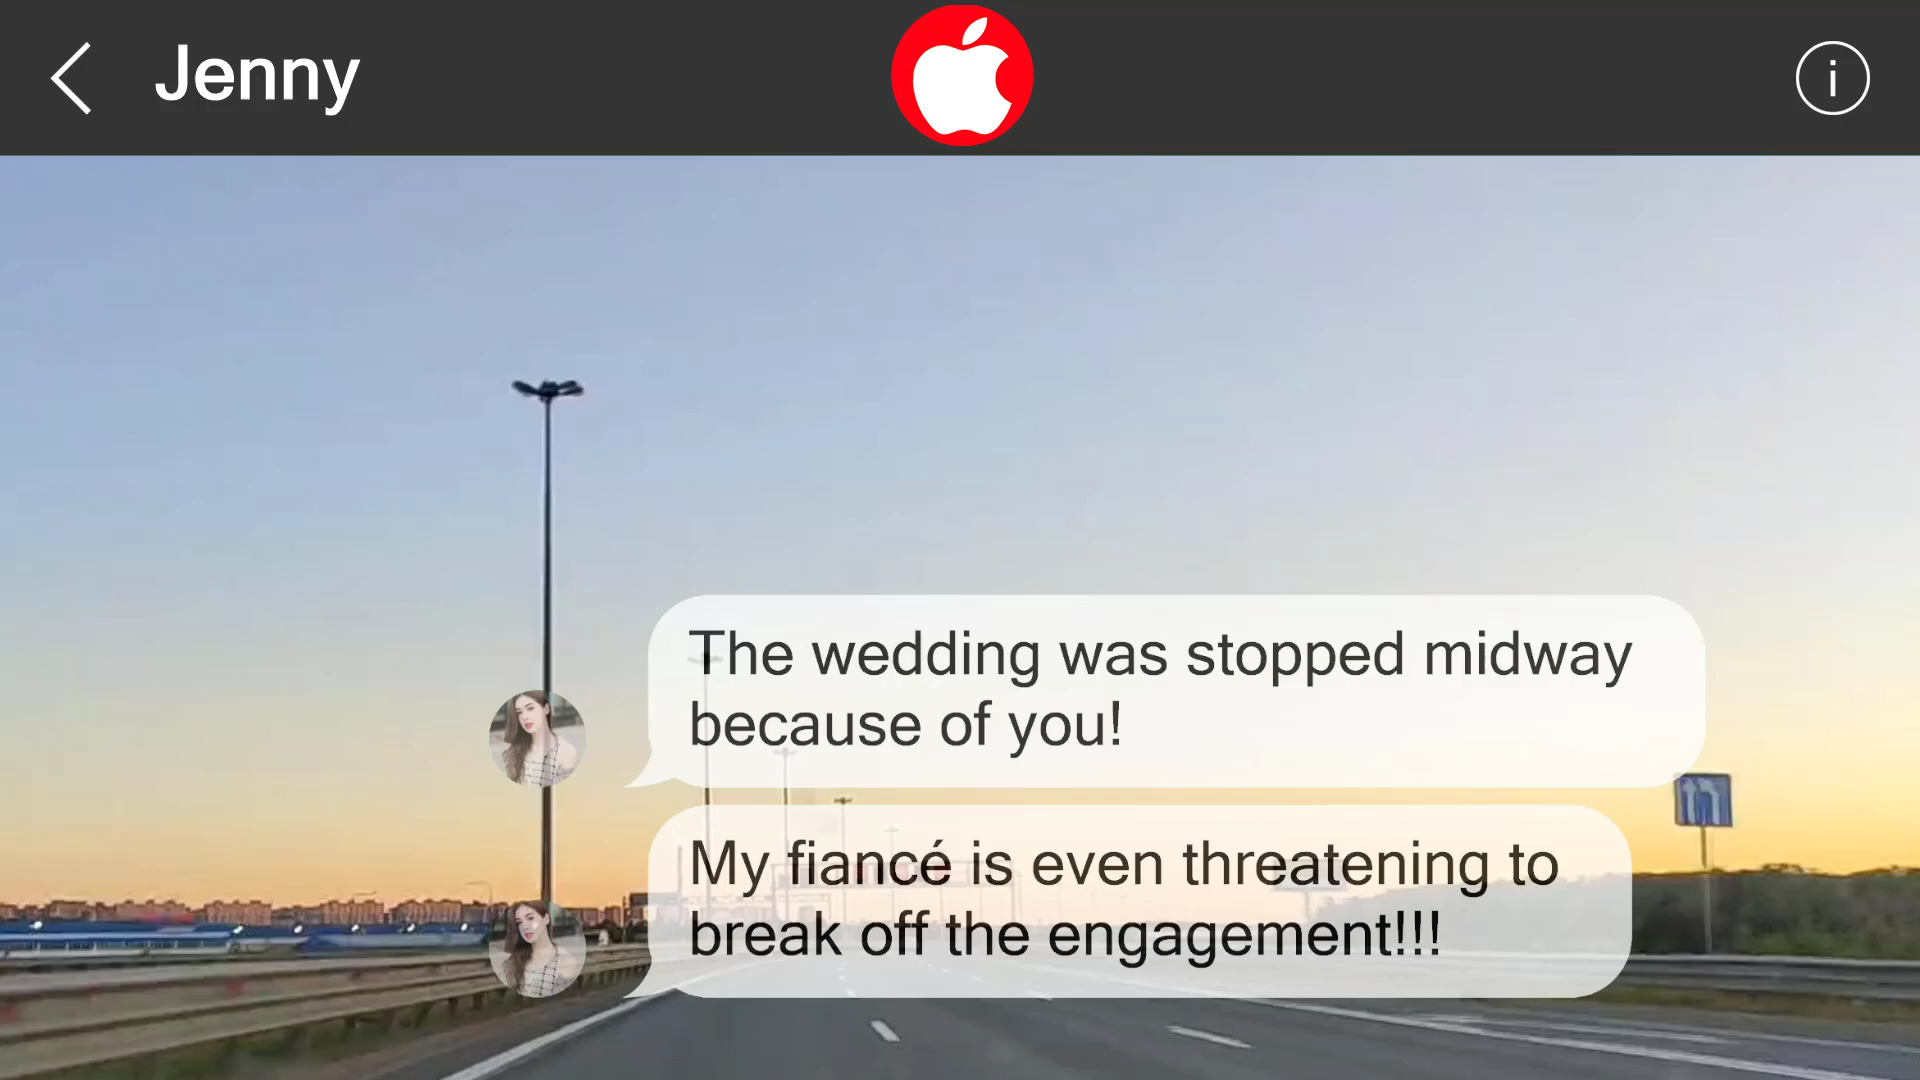 Jenny
The wedding was stopped midway
because of you!
My fiancé is even threatening to
break off the engagement!!!